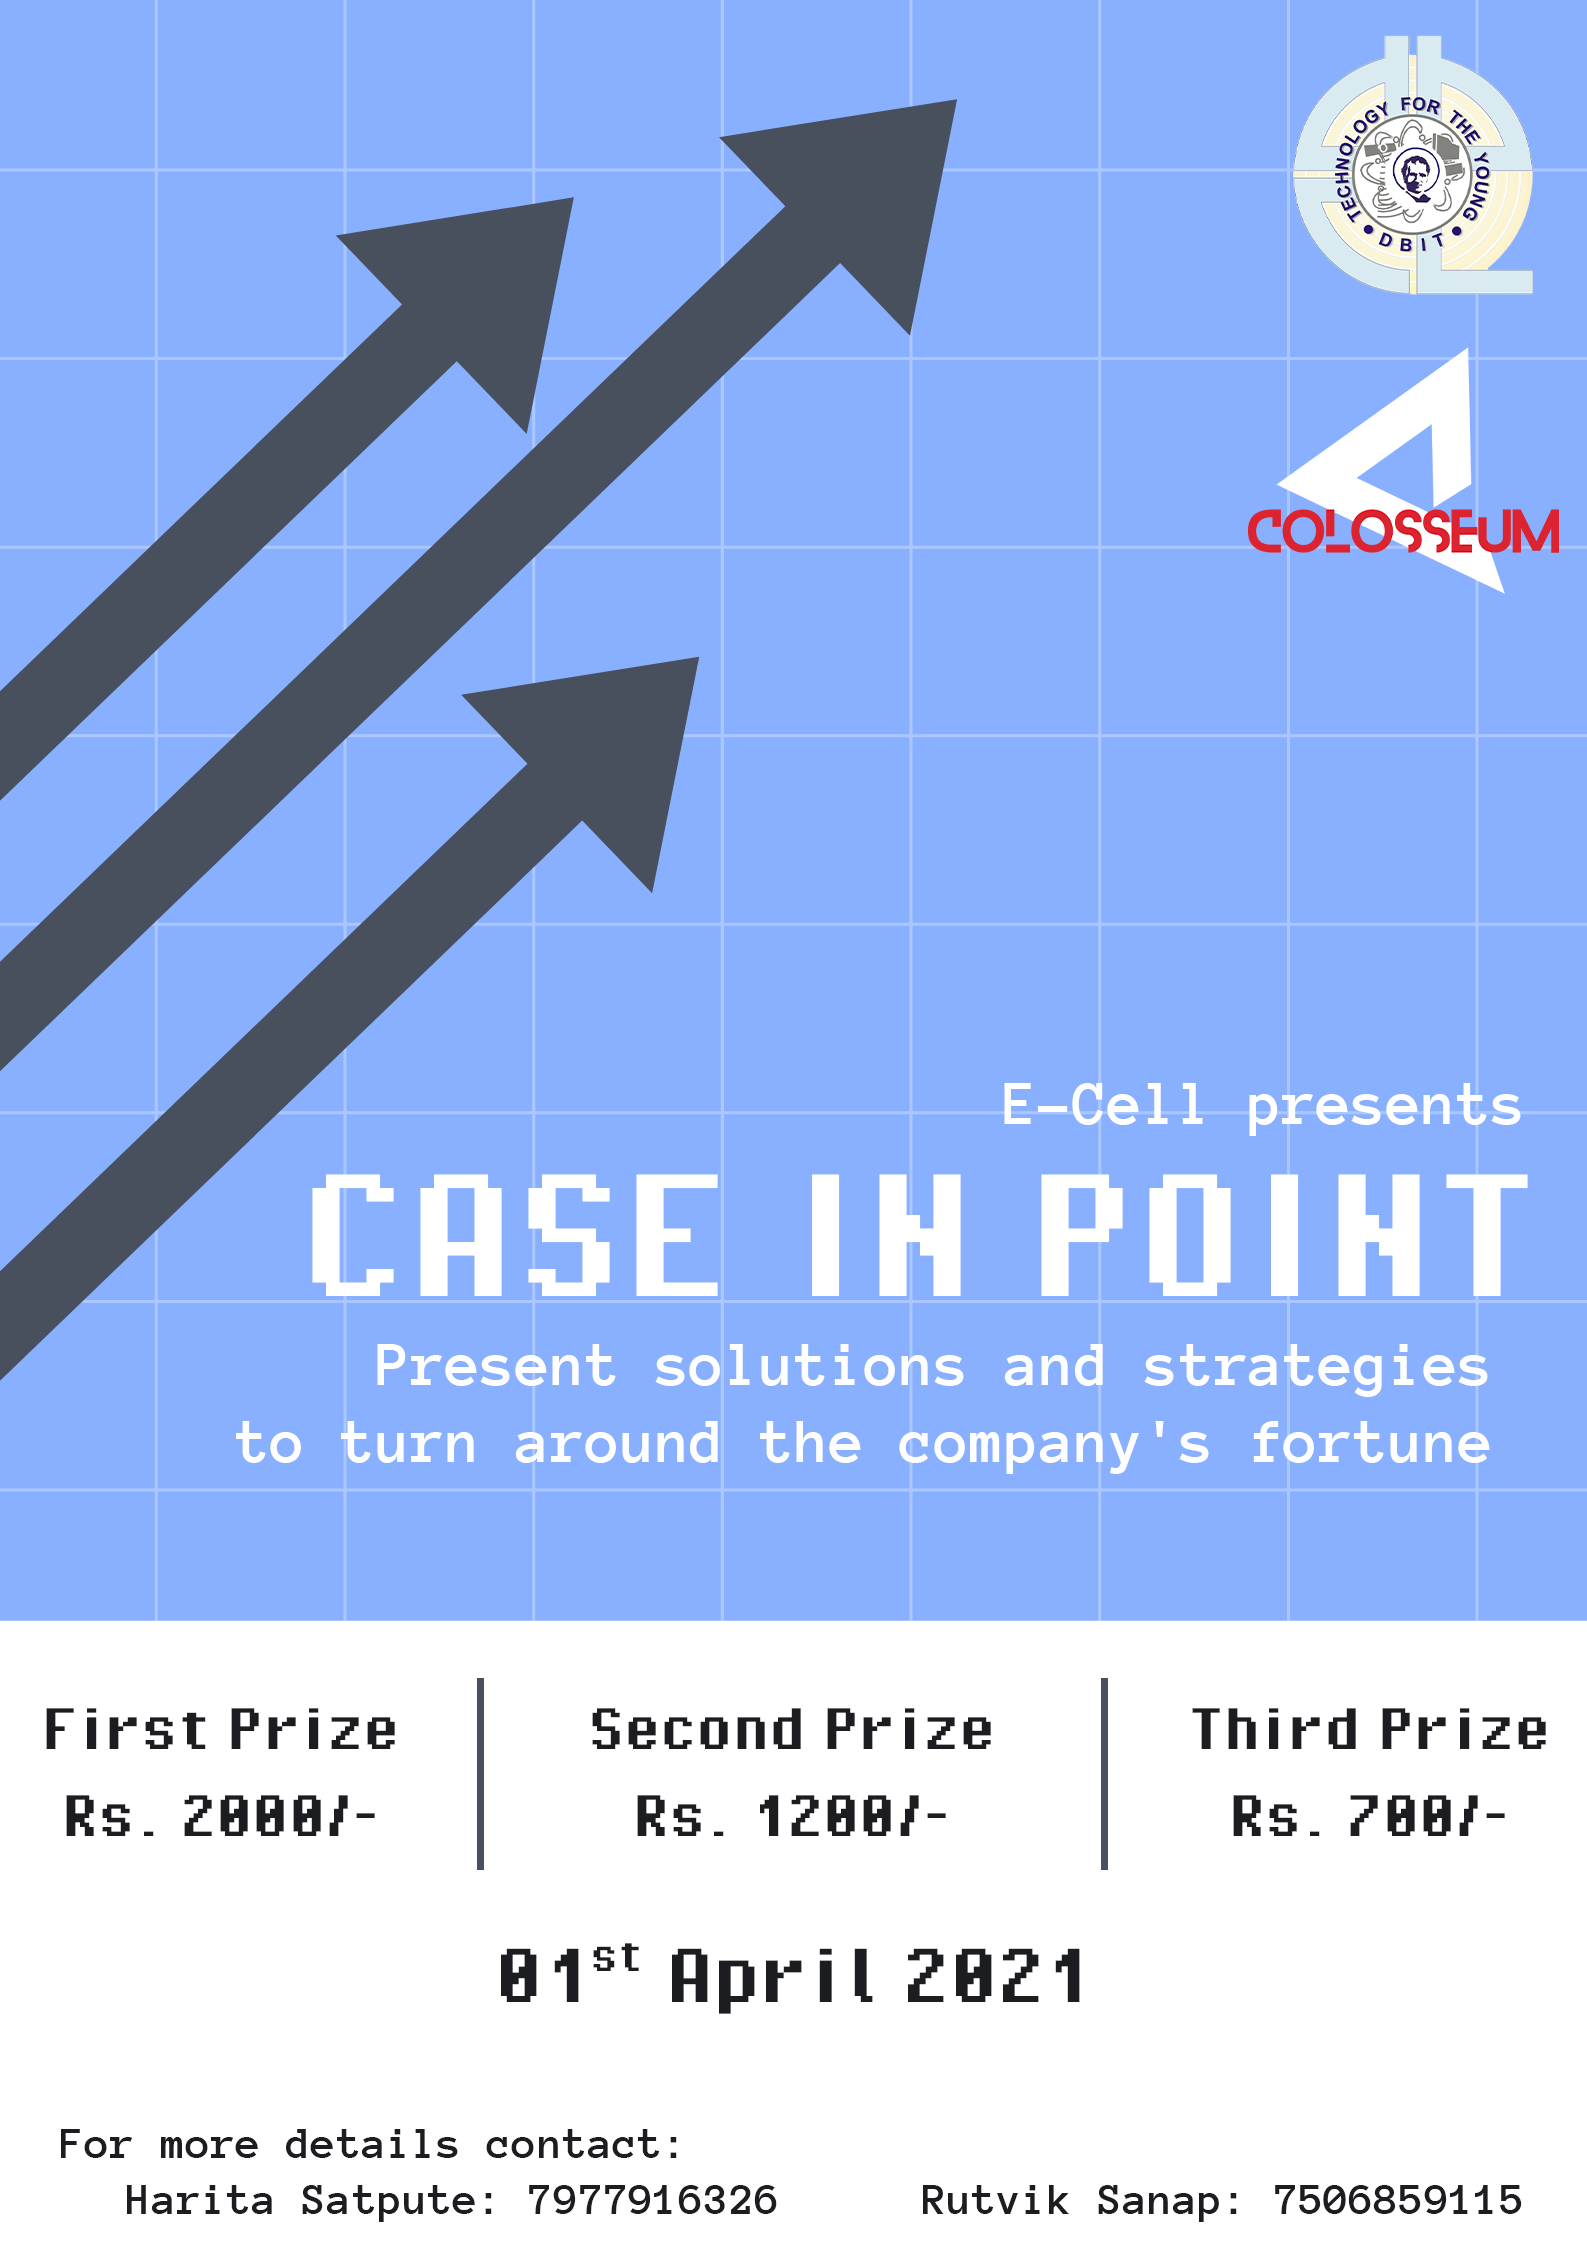 TECHNOLOGY FOR THE YOUNG
• DBIT •
COLOSSEUM
E-Cell presents
CASE IN POINT
Present solutions and strategies
to turn around the company's fortune
First Prize
Rs. 2000/-
Second Prize
Rs. 1200/-
Third Prize
Rs. 700/-
01st April 2021
For more details contact:
Harita Satpute: 7977916326
Rutvik Sanap: 7506859115